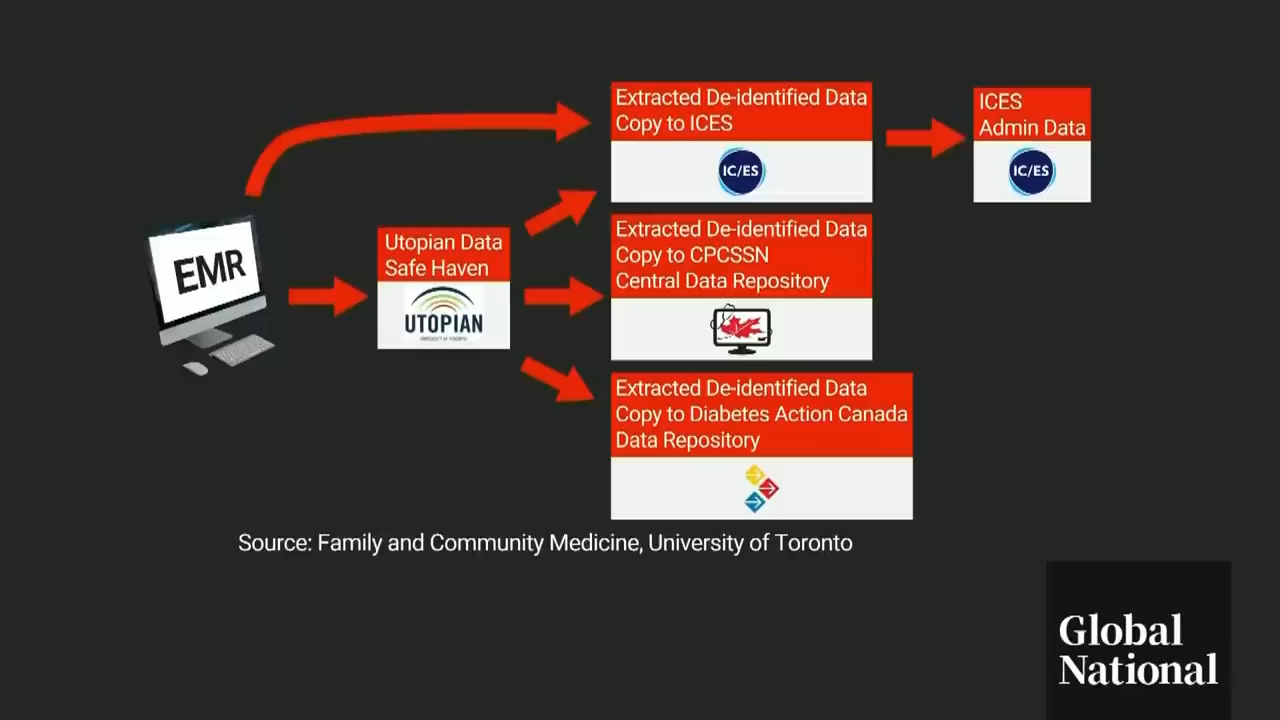 EMR
Utopian Data
Safe Haven
UTOPIAN
Extracted De-identified Data
Copy to ICES
IC/ES
ICES
Admin Data
IC/ES
Extracted De-identified Data
Copy to CPCSSN
Central Data Repository
Extracted De-identified Data
Copy to Diabetes Action Canada
Data Repository
Source: Family and Community Medicine, University of Toronto
Global
National